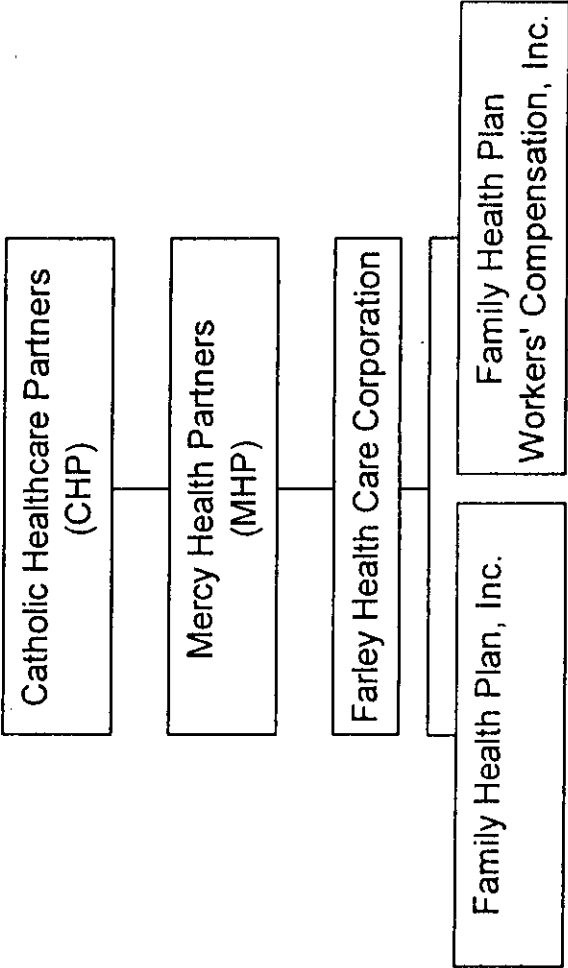 Catholic Healthcare Partners
(CHP)
Mercy Health Partners
(MHP)
Farley Health Care Corporation
Family Health Plan, Inc.
Family Health Plan
Workers' Compensation, Inc.